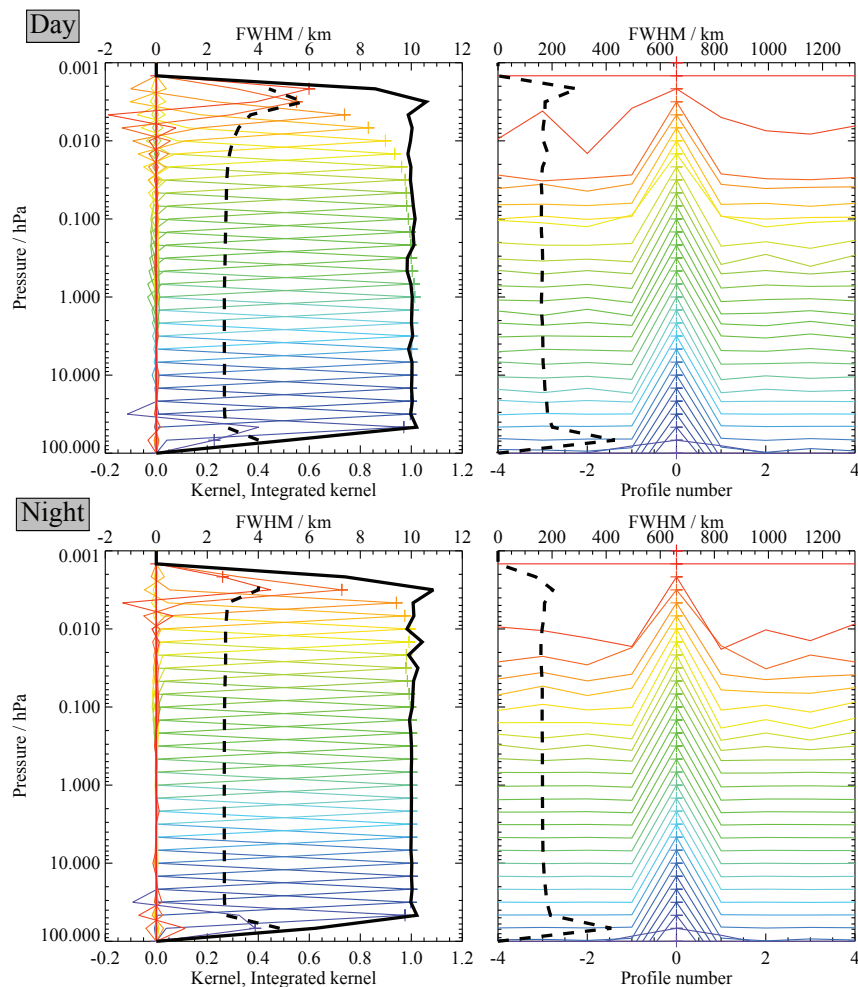 Day
FWHM / km
FWHM / km
0 2 4 6 8 10 12
0 200 400 600 800 1000 1200
0.001
0.010
0.100
1.000
10.000
100.000
Pressure / hPa
-0.2 0.0 0.2 0.4 0.6 0.8 1.0 1.2
-4 -2 0 2 4
Kernel, Integrated kernel
Profile number
Night
FWHM / km
FWHM / km
0 2 4 6 8 10 12
0 200 400 600 800 1000 1200
0.001
0.010
0.100
1.000
10.000
100.000
Pressure / hPa
-0.2 0.0 0.2 0.4 0.6 0.8 1.0 1.2
-4 -2 0 2 4
Kernel, Integrated kernel
Profile number